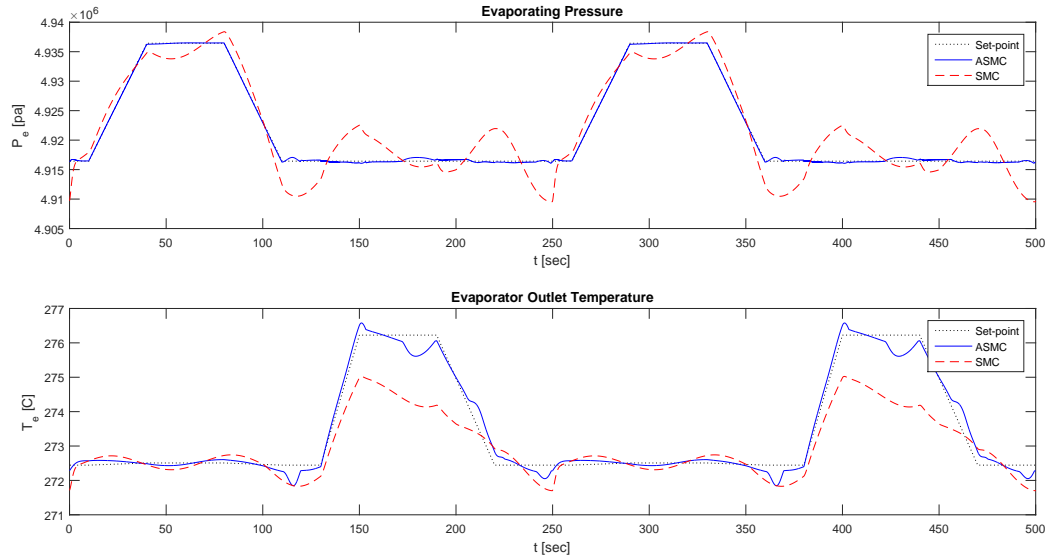 Evaporating Pressure
×10⁶
4.94
4.935
4.93
4.925
4.92
4.915
4.91
4.905
P_e [pa]
0 50 100 150 200 250 300 350 400 450 500
t [sec]
Set-point
ASMC
SMC
Evaporator Outlet Temperature
277
276
275
274
273
272
271
T_e [C]
0 50 100 150 200 250 300 350 400 450 500
t [sec]
Set-point
ASMC
SMC